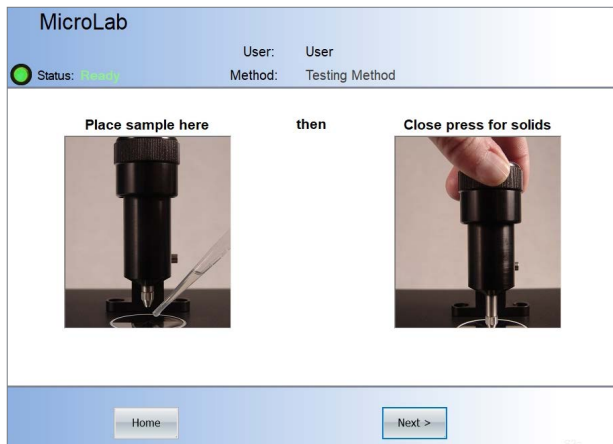 MicroLab
User: User
Status: Ready Method: Testing Method
Place sample here then Close press for solids
Home Next >